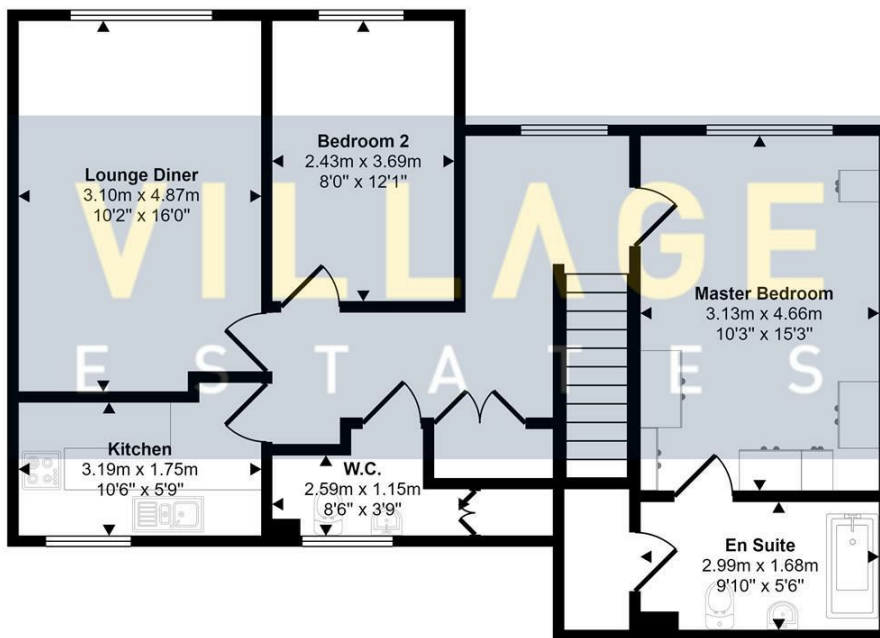 Lounge Diner
3.10m x 4.87m
10'2" x 16'0"
Bedroom 2
2.43m x 3.69m
8'0" x 12'1"
Master Bedroom
3.13m x 4.66m
10'3" x 15'3"
VILLAGE
ESTATES
Kitchen
3.19m x 1.75m
10'6" x 5'9"
W.C.
2.59m x 1.15m
8'6" x 3'9"
En Suite
2.99m x 1.68m
9'10" x 5'6"